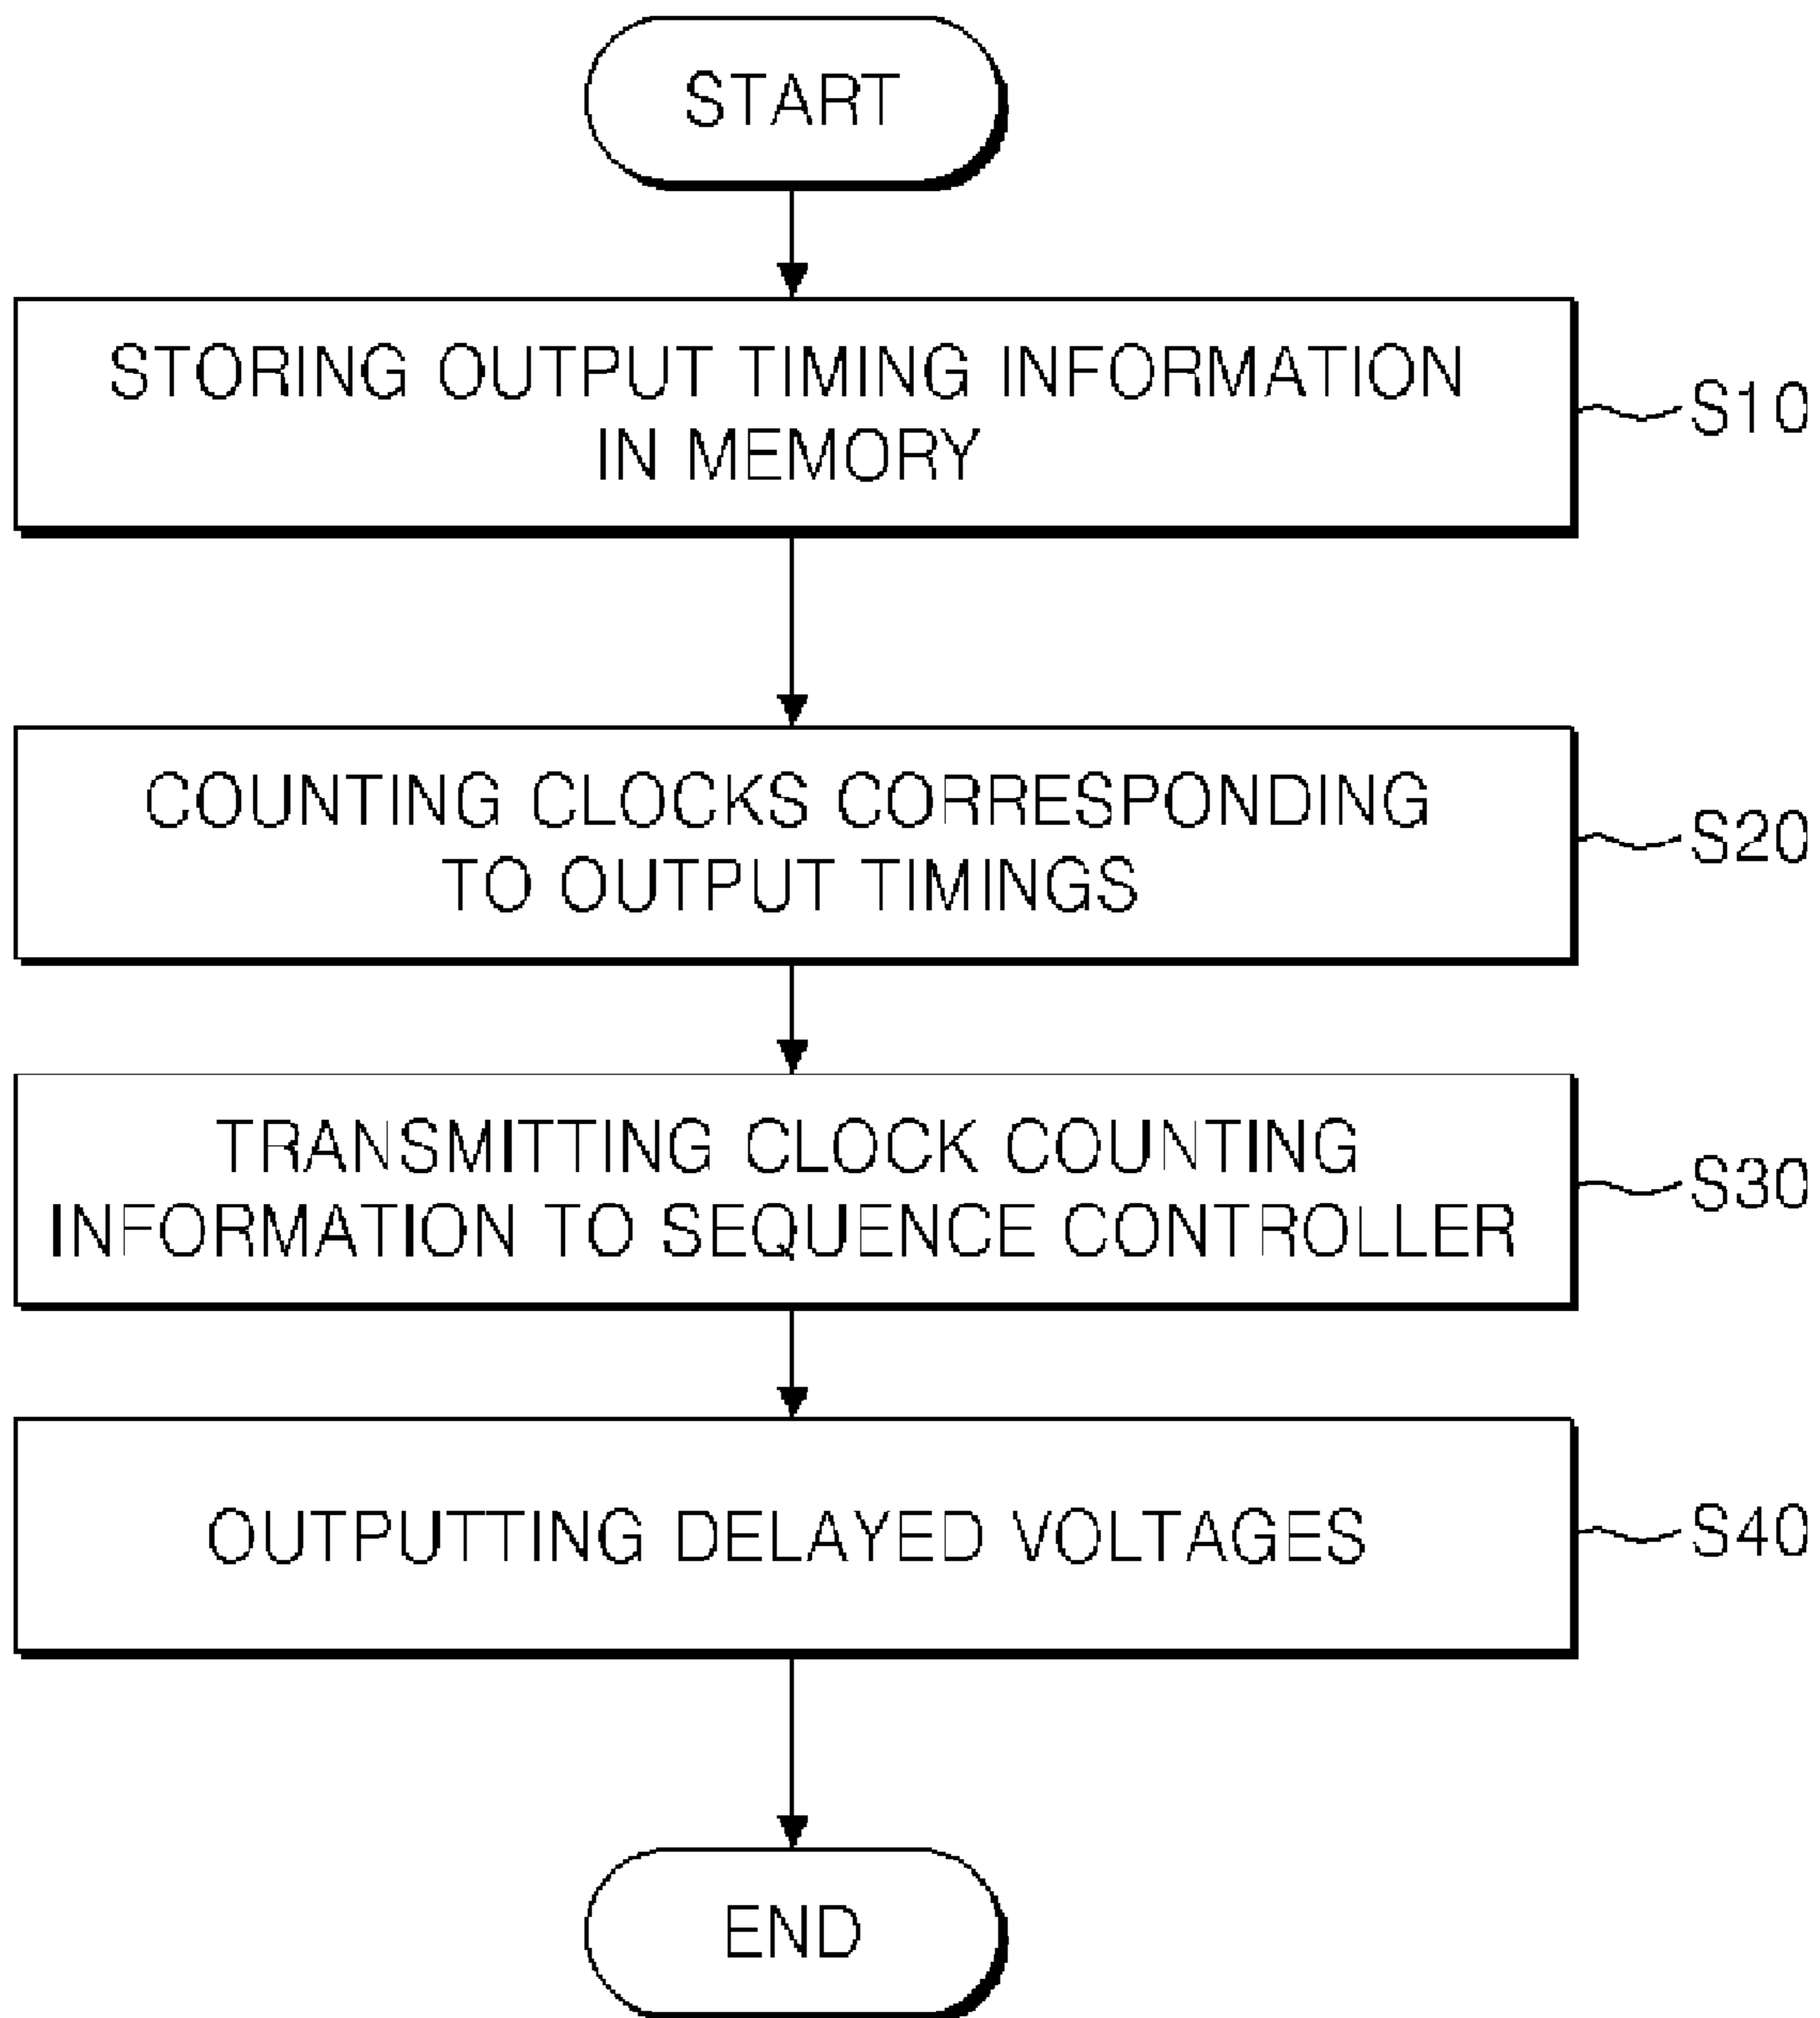 START
STORING OUTPUT TIMING INFORMATION
IN MEMORY
S10
COUNTING CLOCKS CORRESPONDING
TO OUTPUT TIMINGS
S20
TRANSMITTING CLOCK COUNTING
INFORMATION TO SEQUENCE CONTROLLER
S30
OUTPUTTING DELAYED VOLTAGES
S40
END